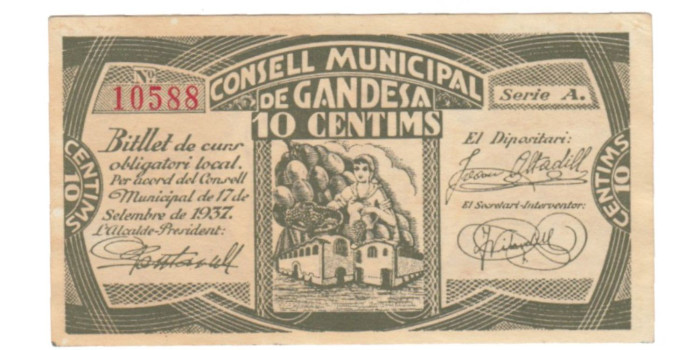 Nº
10588
CONSELL MUNICIPAL
DE GANDESA
10 CENTIMS
Serie A.
Bitllet de curs
obligatori local.
Per acord del Consell
Municipal de 17 de
Setembre de 1937.
L'Alcalde-President:
El Dipositari:
El Secretari-Interventor:
10 CENTIMS
10 CENTIMS